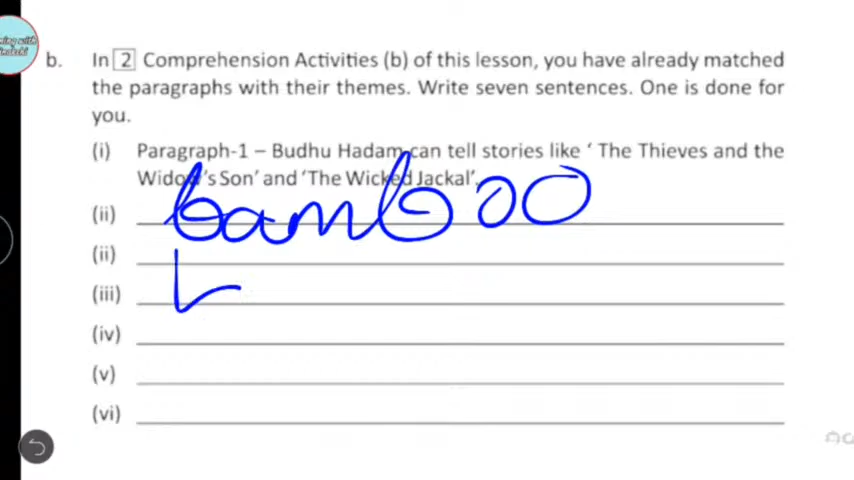 b. In 2 Comprehension Activities (b) of this lesson, you have already matched
the paragraphs with their themes. Write seven sentences. One is done for
you.
(i) Paragraph-1 – Budhu Hadam can tell stories like ‘ The Thieves and the
Widow's Son’ and ‘The Wicked Jackal’.
(ii) bamboo
(ii)
(iii)
(iv)
(v)
(vi)